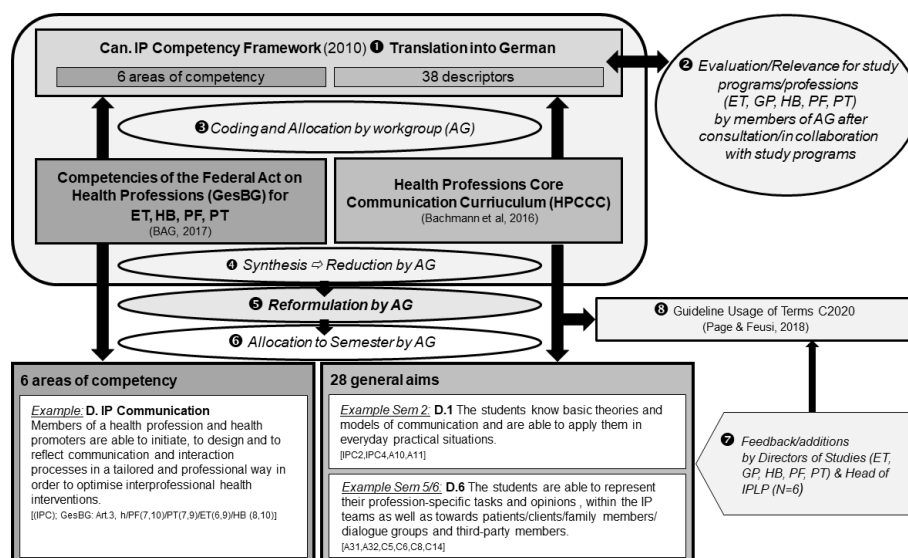 Can. IP Competency Framework (2010) ❶ Translation into German
6 areas of competency
38 descriptors
❷ Evaluation/Relevance for study
programs/professions
(ET, GP, HB, PF, PT)
by members of AG after
consultation/in collaboration
with study programs
❸ Coding and Allocation by workgroup (AG)
Competencies of the Federal Act on
Health Professions (GesBG) for
ET, HB, PF, PT
(BAG, 2017)
Health Professions Core
Communication Curriuculum (HPCCC)
(Bachmann et al, 2016)
❹ Synthesis ⇨ Reduction by AG
❺ Reformulation by AG
❻ Allocation to Semester by AG
❽ Guideline Usage of Terms C2020
(Page & Feusi, 2018)
6 areas of competency
Example: D. IP Communication
Members of a health profession and health
promoters are able to initiate, to design and to
reflect communication and interaction
processes in a tailored and professional way in
order to optimise interprofessional health
interventions.
[(IPC); GesBG: Art.3, h/PF(7,10)/PT(7,9)/ET(6,9)/HB (8,10)]
28 general aims
Example Sem 2: D.1 The students know basic theories and
models of communication and are able to apply them in
everyday practical situations.
[IPC2,IPC4,A10,A11]
Example Sem 5/6: D.6 The students are able to represent
their profession-specific tasks and opinions , within the IP
teams as well as towards patients/clients/family members/
dialogue groups and third-party members.
[A31,A32,C5,C6,C8,C14]
❼ Feedback/additions
by Directors of Studies (ET,
GP, HB, PF, PT) & Head of
IPLP (N=6)